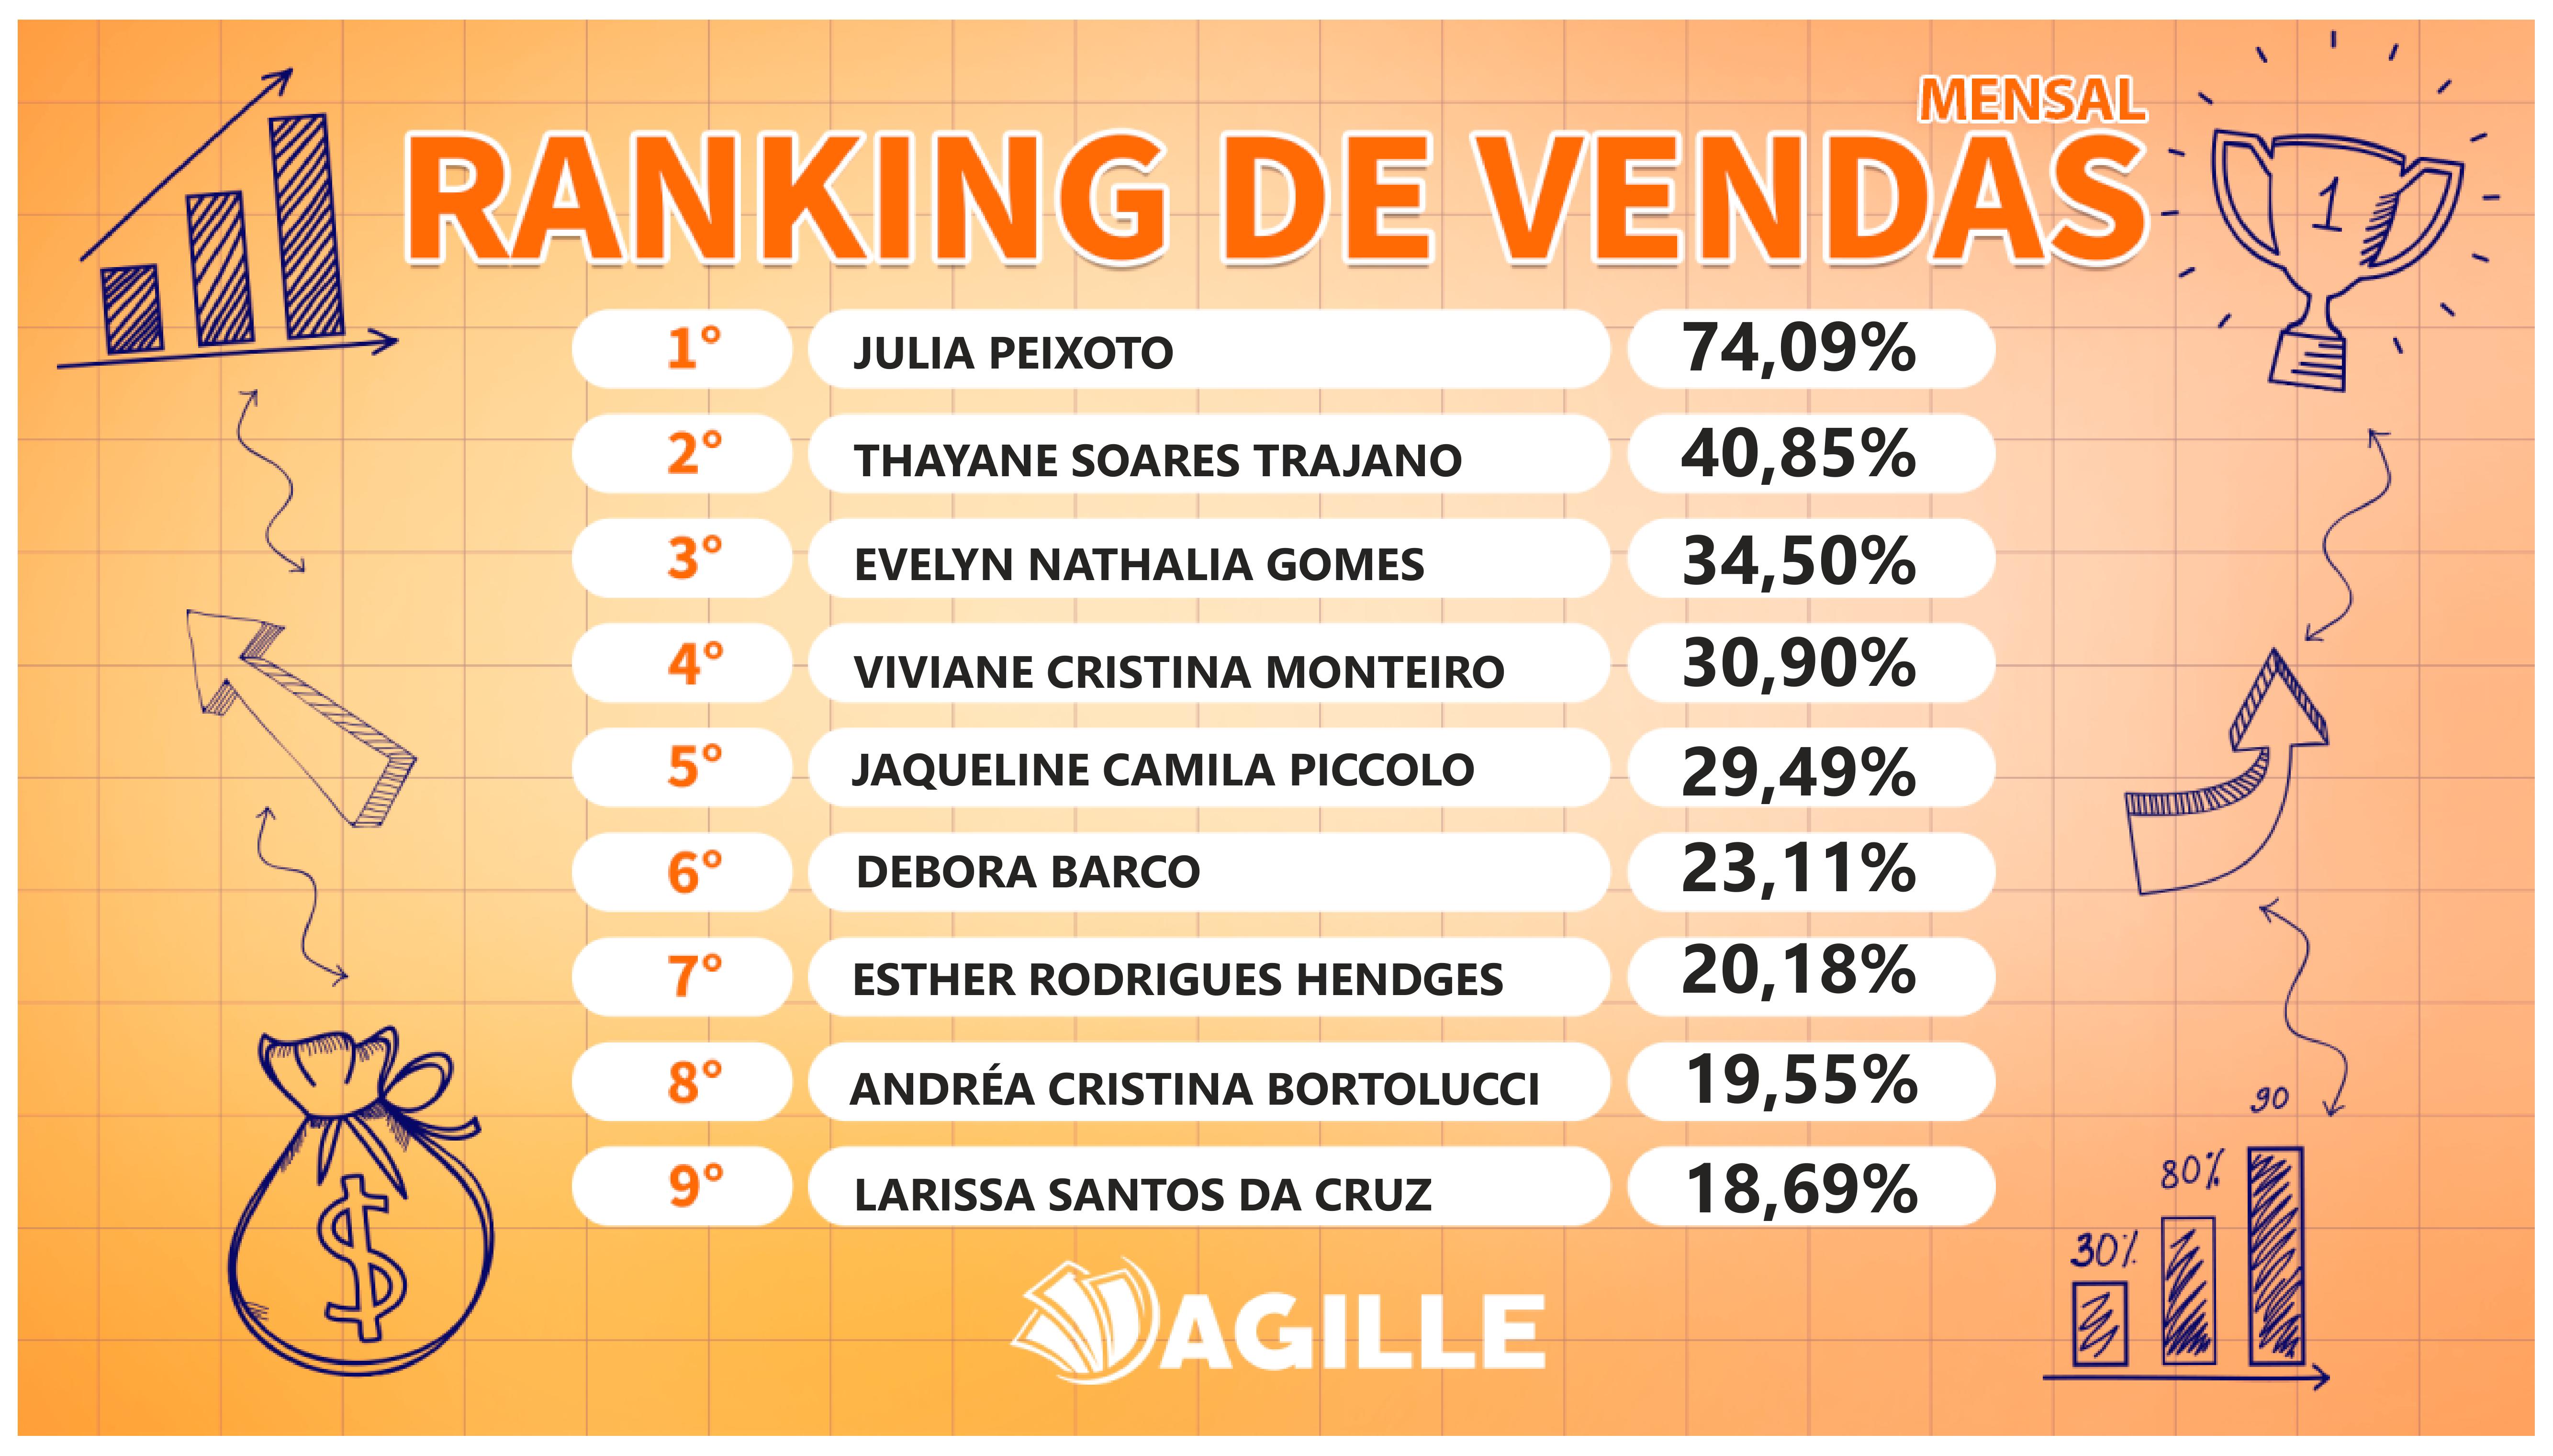 MENSAL
RANKING DE VENDAS
1
1° JULIA PEIXOTO 74,09%
2° THAYANE SOARES TRAJANO 40,85%
3° EVELYN NATHALIA GOMES 34,50%
4° VIVIANE CRISTINA MONTEIRO 30,90%
5° JAQUELINE CAMILA PICCOLO 29,49%
6° DEBORA BARCO 23,11%
7° ESTHER RODRIGUES HENDGES 20,18%
8° ANDRÉA CRISTINA BORTOLUCCI 19,55%
9° LARISSA SANTOS DA CRUZ 18,69%
$
90
80%
30%
AGILLE